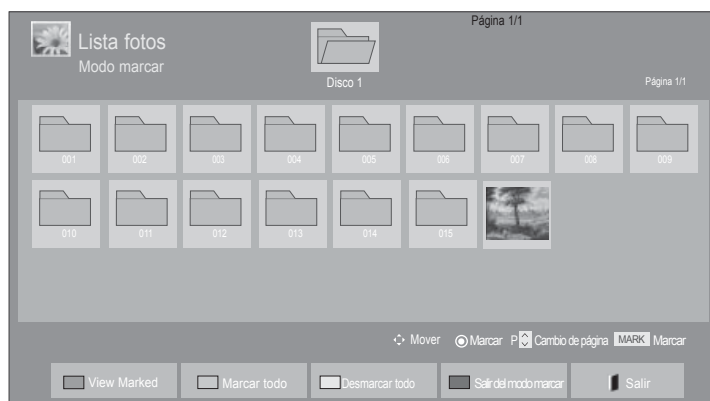 Página 1/1
Lista fotos
Modo marcar
Disco 1
Página 1/1
001 002 003 004 005 006 007 008 009
010 011 012 013 014 015
Mover Marcar P Cambio de página MARK Marcar
View Marked Marcar todo Desmarcar todo Salir del modo marcar Salir